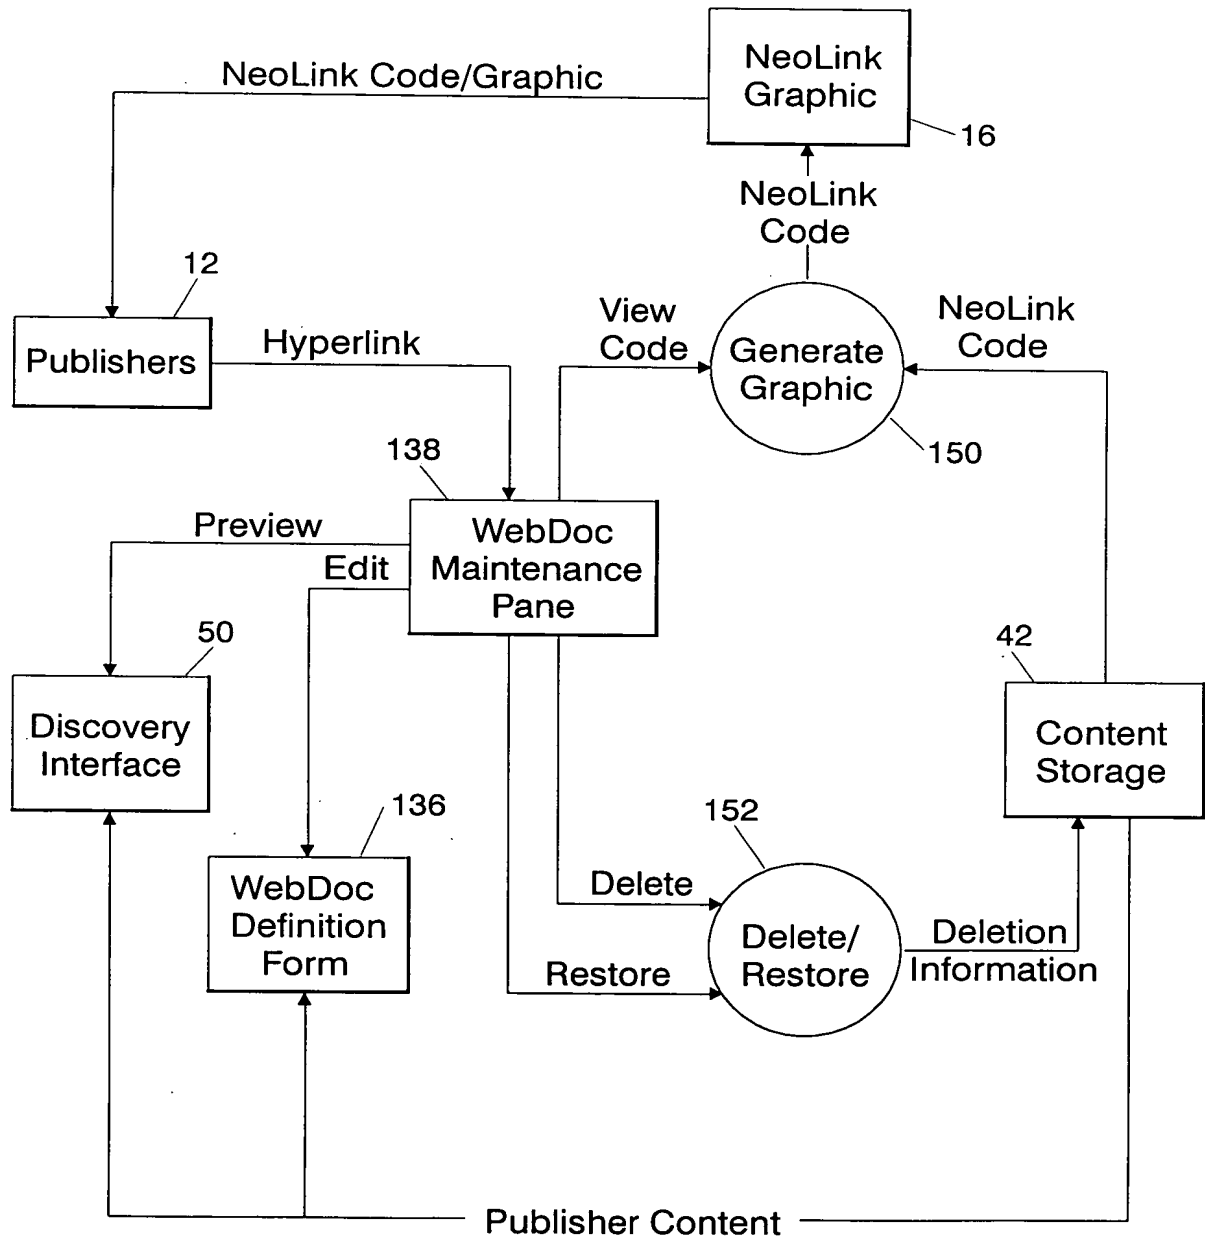 NeoLink
Graphic
NeoLink Code/Graphic
16
NeoLink
Code
12
View
Code
NeoLink
Code
Publishers
Hyperlink
Generate
Graphic
138
150
Preview
WebDoc
Maintenance
Pane
Edit
50
42
Discovery
Interface
Content
Storage
136
152
WebDoc
Definition
Form
Delete
Delete/
Restore
Deletion
Information
Restore
Publisher Content